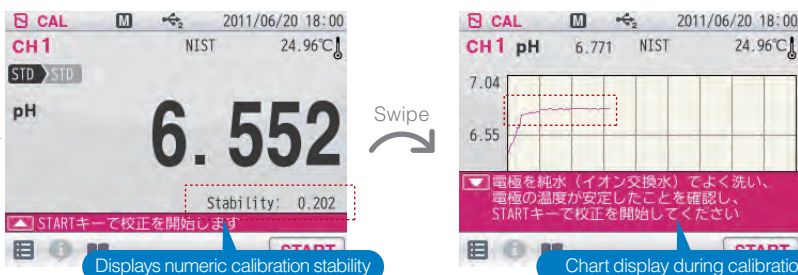 CAL M 2 2011/06/20 18:00
CH1 NIST 24.96℃
STD STD
pH
6.552
Stability: 0.202
STARTキーで校正を開始します
START
Displays numeric calibration stability
Swipe
CAL M 2 2011/06/20 18:00
CH1 pH 6.771 NIST 24.96℃
7.04
6.55
電極を純水（イオン交換水）でよく洗い、
電極の温度が安定したことを確認し、
STARTキーで校正を開始してください
START
Chart display during calibratio